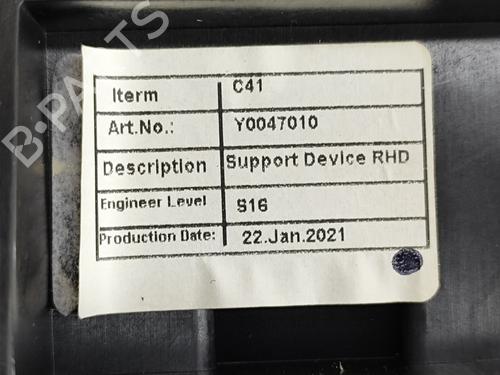 B-PARTS
Iterm C41
Art.No.: Y0047010
Description Support Device RHD
Engineer Level S16
Production Date: 22.Jan.2021